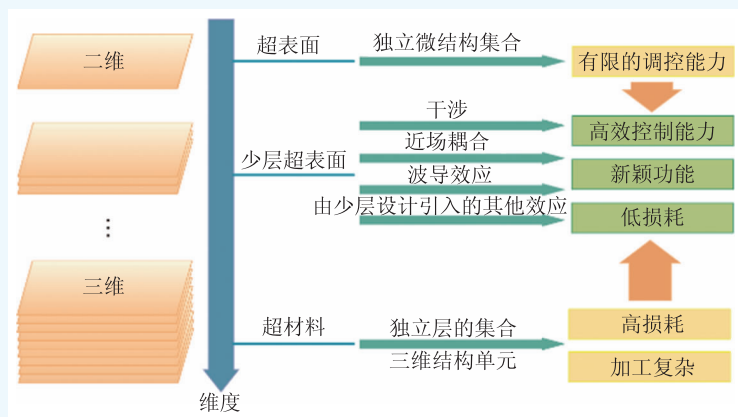 二维
超表面
独立微结构集合
有限的调控能力
少层超表面
干涉
近场耦合
波导效应
由少层设计引入的其他效应
高效控制能力
新颖功能
低损耗
⋮
三维
超材料
独立层的集合
三维结构单元
高损耗
加工复杂
维度